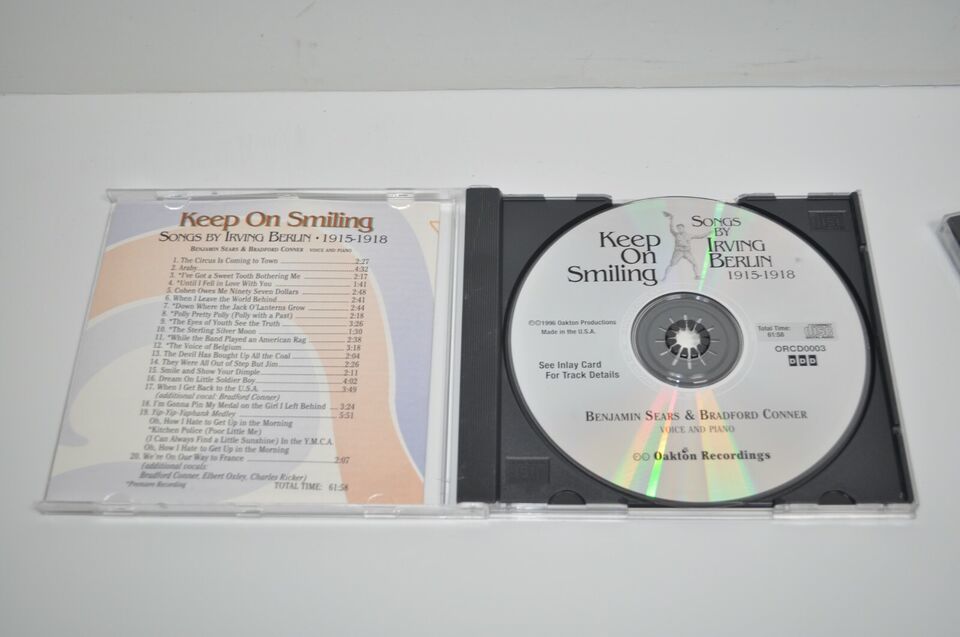 Keep On Smiling
SONGS BY IRVING BERLIN • 1915-1918
BENJAMIN SEARS & BRADFORD CONNER VOICE AND PIANO
1. The Circus Is Coming to Town 2:27
2. Araby 4:32
3. *I've Got a Sweet Tooth Bothering Me 2:17
4. *Until I Fell in Love With You 1:41
5. Cohen Owes Me Ninety Seven Dollars 2:48
6. When I Leave the World Behind 2:41
7. *Down Where the Jack O'Lanterns Grow 2:44
8. *Polly Pretty Polly (Polly with a Past) 2:18
9. *The Eyes of Youth See the Truth 3:26
10. *The Sterling Silver Moon 1:30
11. *While the Band Played an American Rag 2:38
12. *The Voice of Belgium 3:18
13. The Devil Has Bought Up All the Coal 2:04
14. They Were All Out of Step But Jim 2:26
15. Smile and Show Your Dimple 2:11
16. Dream On Little Soldier Boy 4:02
17. When I Get Back to the U.S.A. 3:49
(additional vocal: Bradford Conner)
18. I'm Gonna Pin My Medal on the Girl I Left Behind 3:24
19. Yip-Yip-Yaphank Medley 5:51
Oh, How I Hate to Get Up in the Morning
*Kitchen Police (Poor Little Me)
(I Can Always Find a Little Sunshine) In the Y.M.C.A.
Oh, How I Hate to Get Up in the Morning
20. We're On Our Way to France 2:07
(additional vocals:
Bradford Conner, Elbert Oxley, Charles Ricker)
*Premiere Recording TOTAL TIME: 61:58
Keep
On
Smiling
SONGS
BY
IRVING
BERLIN
1915-1918
℗©1996 Oakton Productions
Made in the U.S.A.
Total Time:
61:58
COMPACT
disc
DIGITAL AUDIO
ORCD0003
DDD
See Inlay Card
For Track Details
BENJAMIN SEARS & BRADFORD CONNER
VOICE AND PIANO
℗© Oakton Recordings